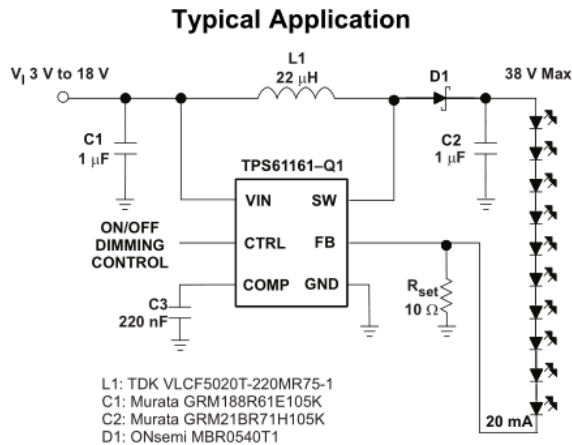 Typical Application
L1
22 μH
VI 3 V to 18 V
D1
38 V Max
C1
1 μF
C2
1 μF
TPS61161–Q1
VIN
SW
ON/OFF
DIMMING
CONTROL
CTRL
FB
COMP
GND
C3
220 nF
Rset
10 Ω
20 mA
L1: TDK VLCF5020T-220MR75-1
C1: Murata GRM188R61E105K
C2: Murata GRM21BR71H105K
D1: ONsemi MBR0540T1